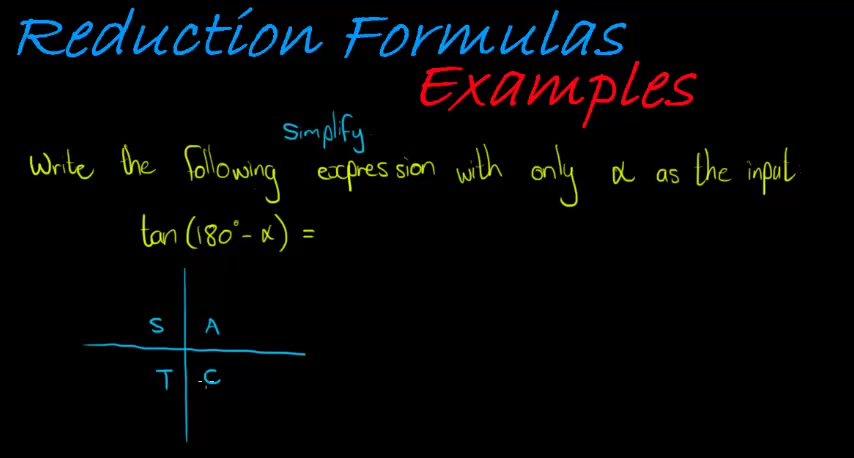 Reduction Formulas
Examples
Simplify
Write the following expression with only α as the input
tan(180° - α) =
S A
T C